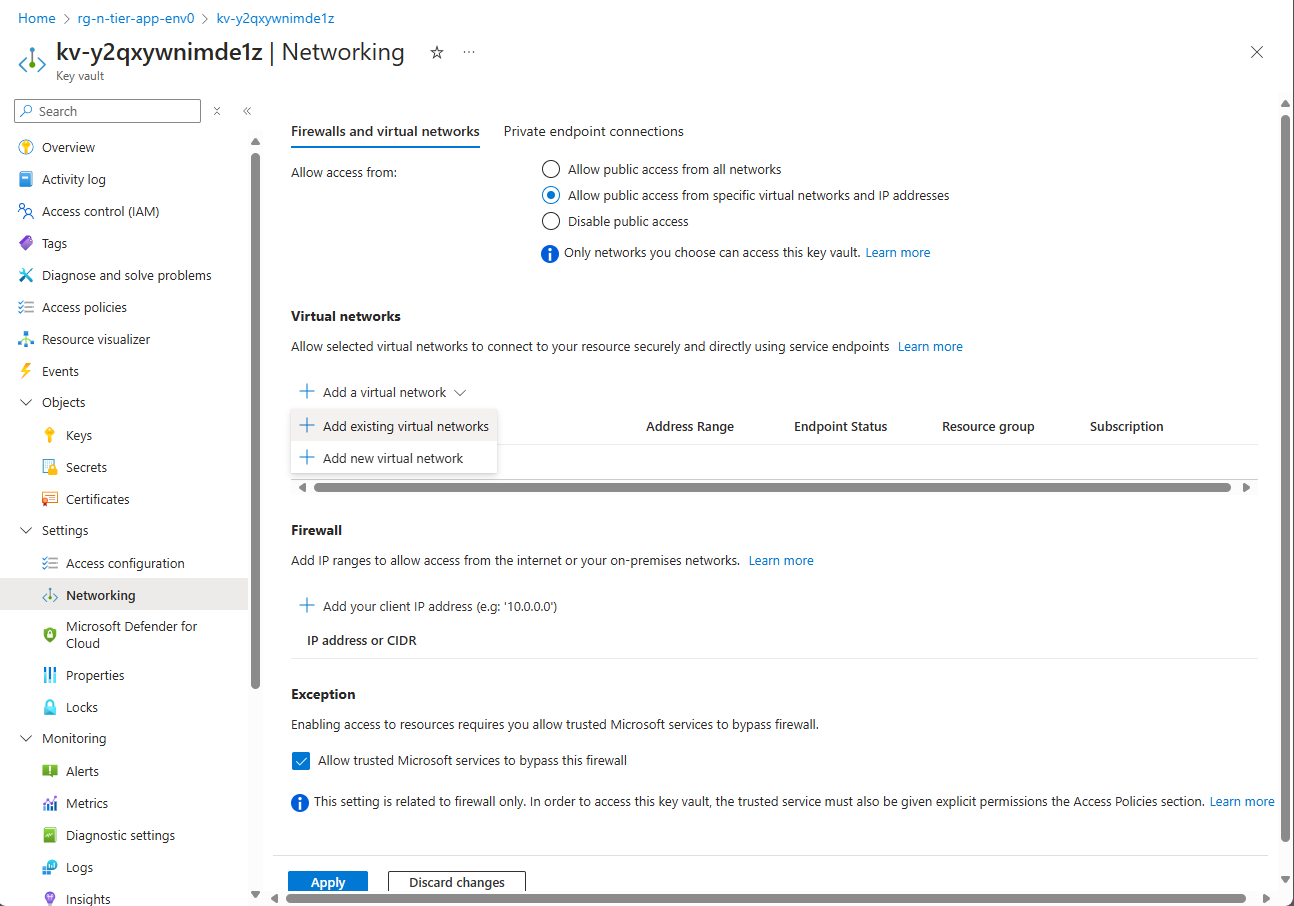 Home > rg-n-tier-app-env0 > kv-y2qxywnimde1z
kv-y2qxywnimde1z | Networking
Key vault
Search
Overview
Activity log
Access control (IAM)
Tags
Diagnose and solve problems
Access policies
Resource visualizer
Events
Objects
Keys
Secrets
Certificates
Settings
Access configuration
Networking
Microsoft Defender for
Cloud
Properties
Locks
Monitoring
Alerts
Metrics
Diagnostic settings
Logs
Insights
Firewalls and virtual networks Private endpoint connections
Allow access from:
Allow public access from all networks
Allow public access from specific virtual networks and IP addresses
Disable public access
Only networks you choose can access this key vault. Learn more
Virtual networks
Allow selected virtual networks to connect to your resource securely and directly using service endpoints Learn more
Add a virtual network
Add existing virtual networks
Add new virtual network
Address Range Endpoint Status Resource group Subscription
Firewall
Add IP ranges to allow access from the internet or your on-premises networks. Learn more
Add your client IP address (e.g: '10.0.0.0')
IP address or CIDR
Exception
Enabling access to resources requires you allow trusted Microsoft services to bypass firewall.
Allow trusted Microsoft services to bypass this firewall
This setting is related to firewall only. In order to access this key vault, the trusted service must also be given explicit permissions the Access Policies section. Learn more
Apply Discard changes